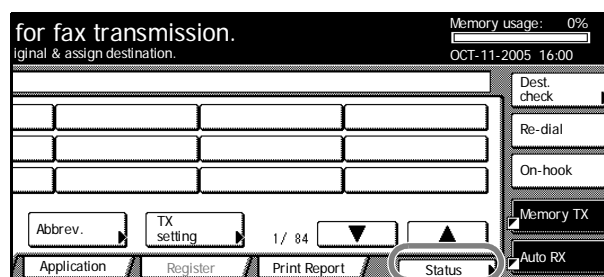 for fax transmission.
Memory usage: 0%
iginal & assign destination.
OCT-11-2005 16:00
Dest.
check
Re-dial
On-hook
Abbrev.
TX
setting
1/ 84
Memory TX
Auto RX
Application
Register
Print Report
Status